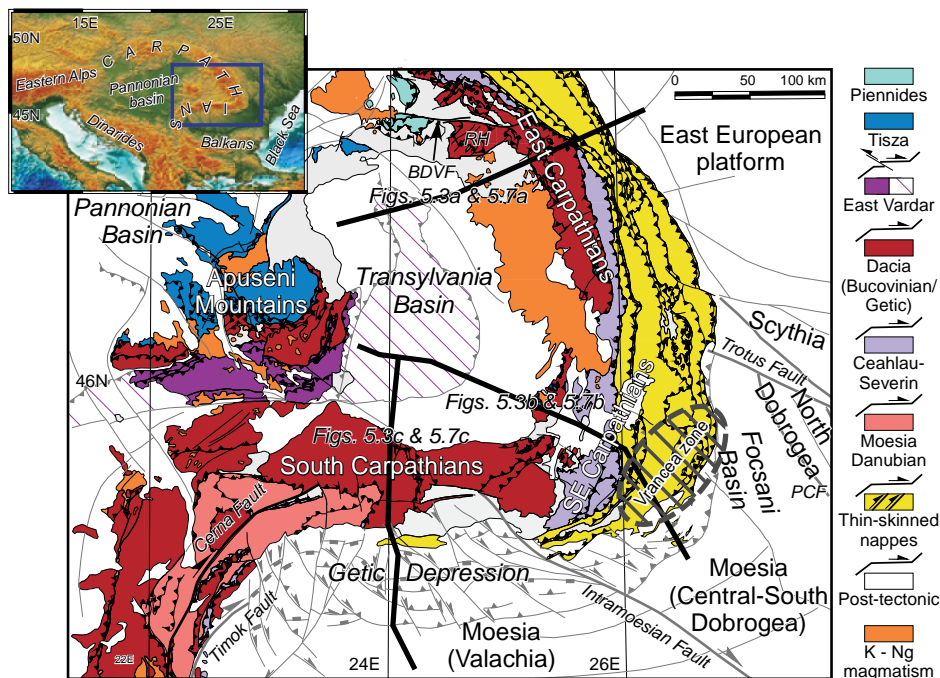 15E
25E
50N
45N
CARPATHIANS
Eastern Alps
Pannonian
basin
Dinarides
Balkans
Black Sea
0
50
100 km
East European
platform
RH
BDVF
East Carpathians
Figs. 5.3a & 5.7a
Pannonian
Basin
Apuseni
Mountains
Transylvania
Basin
Scythia
Trotus Fault
46N
Figs. 5.3b & 5.7b
North
Dobrogea
Figs. 5.3c & 5.7c
South Carpathians
SE Carpathians
Vrancea zone
Focsani
Basin
PCF
Cerna Fault
Getic Depression
Moesia
(Central-South
Dobrogea)
Intramoesian Fault
Timok Fault
Moesia
(Valachia)
22E
24E
26E
Piennides
Tisza
East Vardar
Dacia
(Bucovinian/
Getic)
Ceahlau-
Severin
Moesia
Danubian
Thin-skinned
nappes
Post-tectonic
K - Ng
magmatism